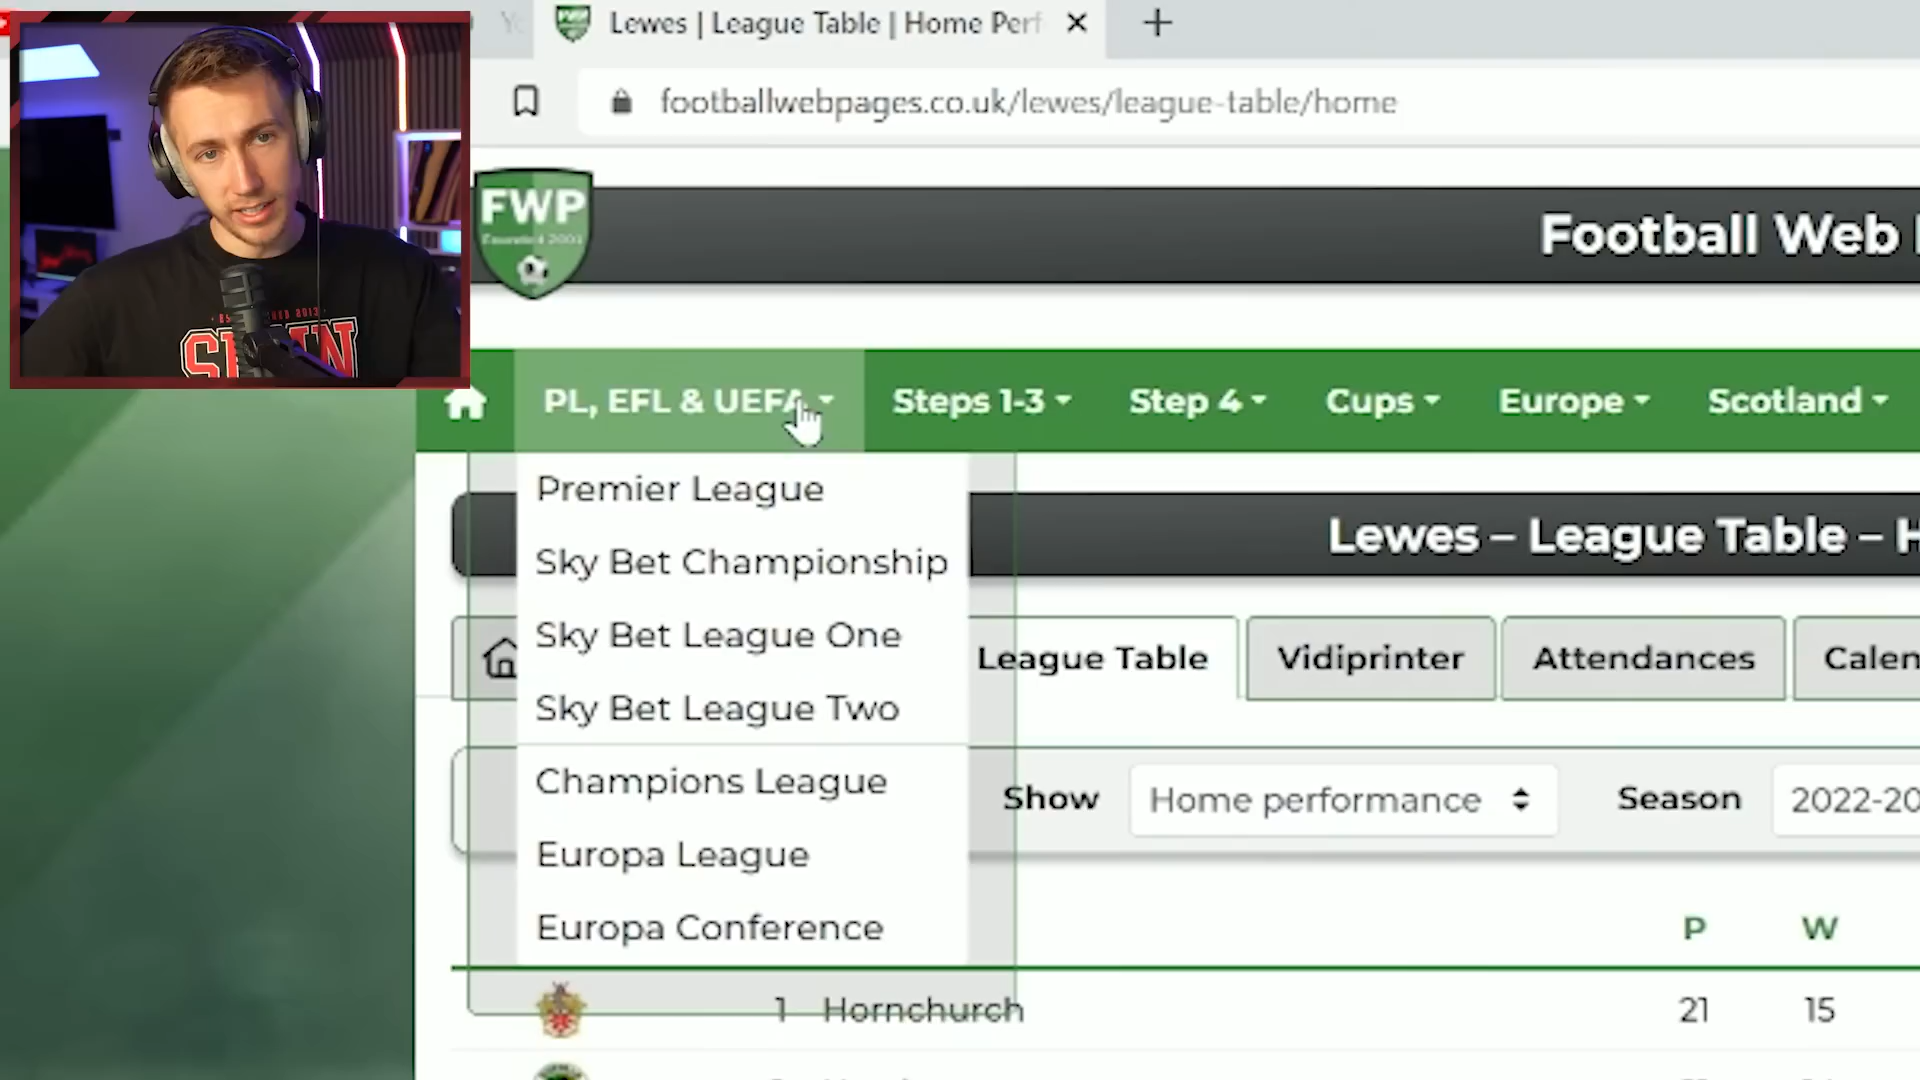 Lewes | League Table | Home Perf
footballwebpages.co.uk/lewes/league-table/home
FWP
Football Web
PL, EFL & UEFA
Steps 1-3
Step 4
Cups
Europe
Scotland
Premier League
Sky Bet Championship
Sky Bet League One
Sky Bet League Two
Champions League
Europa League
Europa Conference
Lewes – League Table – H
League Table
Vidiprinter
Attendances
Calen
Show
Home performance
Season
2022-20
P W
1 Hornchurch 21 15